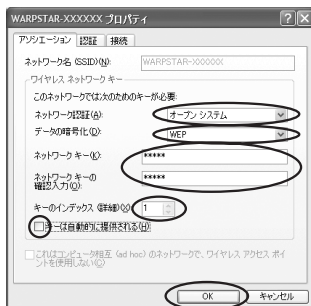 WARPSTAR-XXXXXX プロパティ
アソシエーション 認証 接続
ネットワーク名 (SSID)(N): WARPSTAR-XXXXXX
ワイヤレス ネットワーク キー
このネットワークでは次のためのキーが必要:
ネットワーク認証(A): オープン システム
データの暗号化(D): WEP
ネットワーク キー(K): *****
ネットワーク キーの
確認入力(O): *****
キーのインデックス (詳細)(X): 1
キーは自動的に提供される(H)
これはコンピュータ相互 (ad hoc) のネットワークで、ワイヤレス アクセス ポイ
ントを使用しない(C)
OK キャンセル